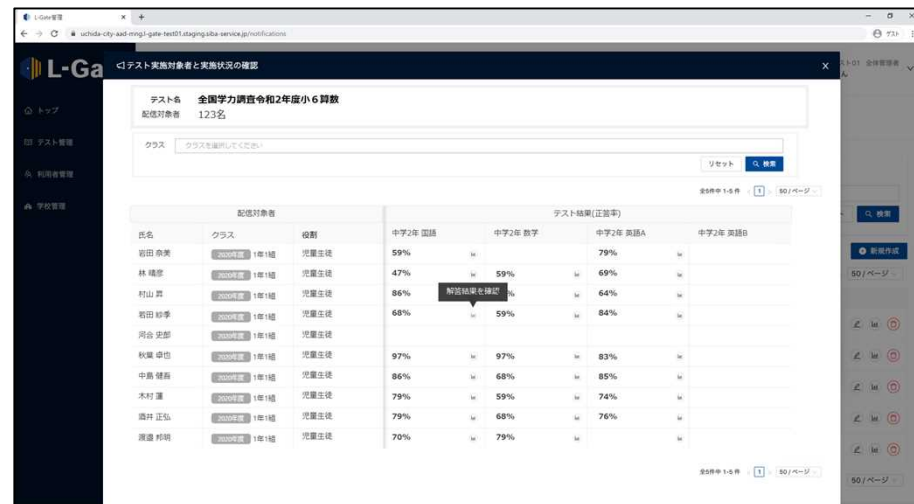 L-Gate管理
uchida-city-aad-mng.l-gate-test01.staging.siba-service.jp/notifications
テスト
L-Ga
トップ
テスト管理
利用者管理
学校管理
テスト実施対象者と実施状況の確認
テスト名 全国学力調査令和2年度小6算数
配信対象者 123名
クラス クラスを選択してください
リセット 検索
全5件中 1-5 件 1 50 / ページ
配信対象者 テスト結果(正答率)
氏名 クラス 役割 中学2年 国語 中学2年 数学 中学2年 英語A 中学2年 英語B
岩田 奈美 2020年度 1年1組 児童生徒 59% 79%
林 晴彦 2020年度 1年1組 児童生徒 47% 59% 69%
村山 昇 2020年度 1年1組 児童生徒 86% % 64%
解答結果を確認
岩田 紗季 2020年度 1年1組 児童生徒 68% 59% 84%
河合 史郎 2020年度 1年1組 児童生徒
秋葉 卓也 2020年度 1年1組 児童生徒 97% 97% 83%
中島 健吾 2020年度 1年1組 児童生徒 86% 68% 85%
木村 蓮 2020年度 1年1組 児童生徒 79% 59% 74%
酒井 正弘 2020年度 1年1組 児童生徒 79% 68% 76%
渡邉 邦明 2020年度 1年1組 児童生徒 70% 79%
全5件中 1-5 件 1 50 / ページ
スト01 全体管理者
ん
検索
新規作成
50 / ページ
50 / ページ